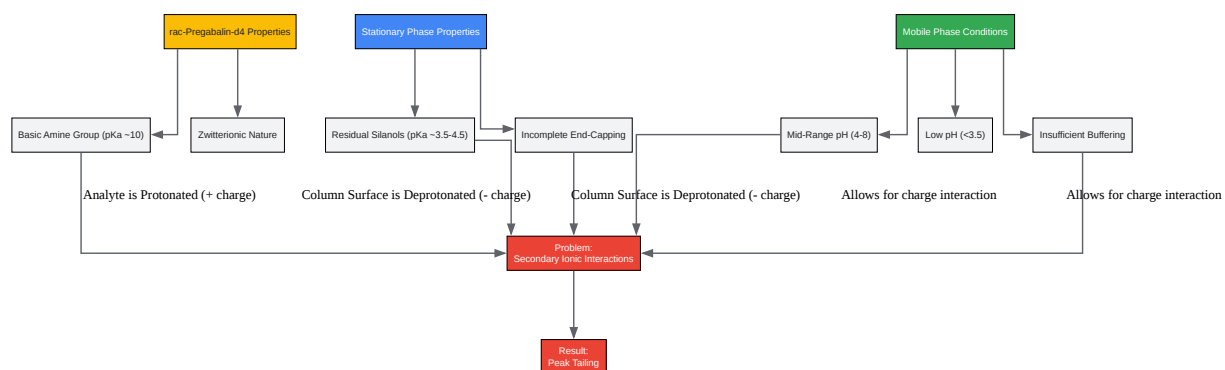 rac-Pregabalin-d4 Properties
Stationary Phase Properties
Mobile Phase Conditions
Basic Amine Group (pKa ~10)
Zwitterionic Nature
Residual Silanols (pKa ~3.5-4.5)
Incomplete End-Capping
Mid-Range pH (4-8)
Low pH (<3.5)
Insufficient Buffering
Analyte is Protonated (+ charge)
Column Surface is Deprotonated (- charge)
Column Surface is Deprotonated (- charge)
Allows for charge interaction
Allows for charge interaction
Problem:
Secondary Ionic Interactions
Result:
Peak Tailing